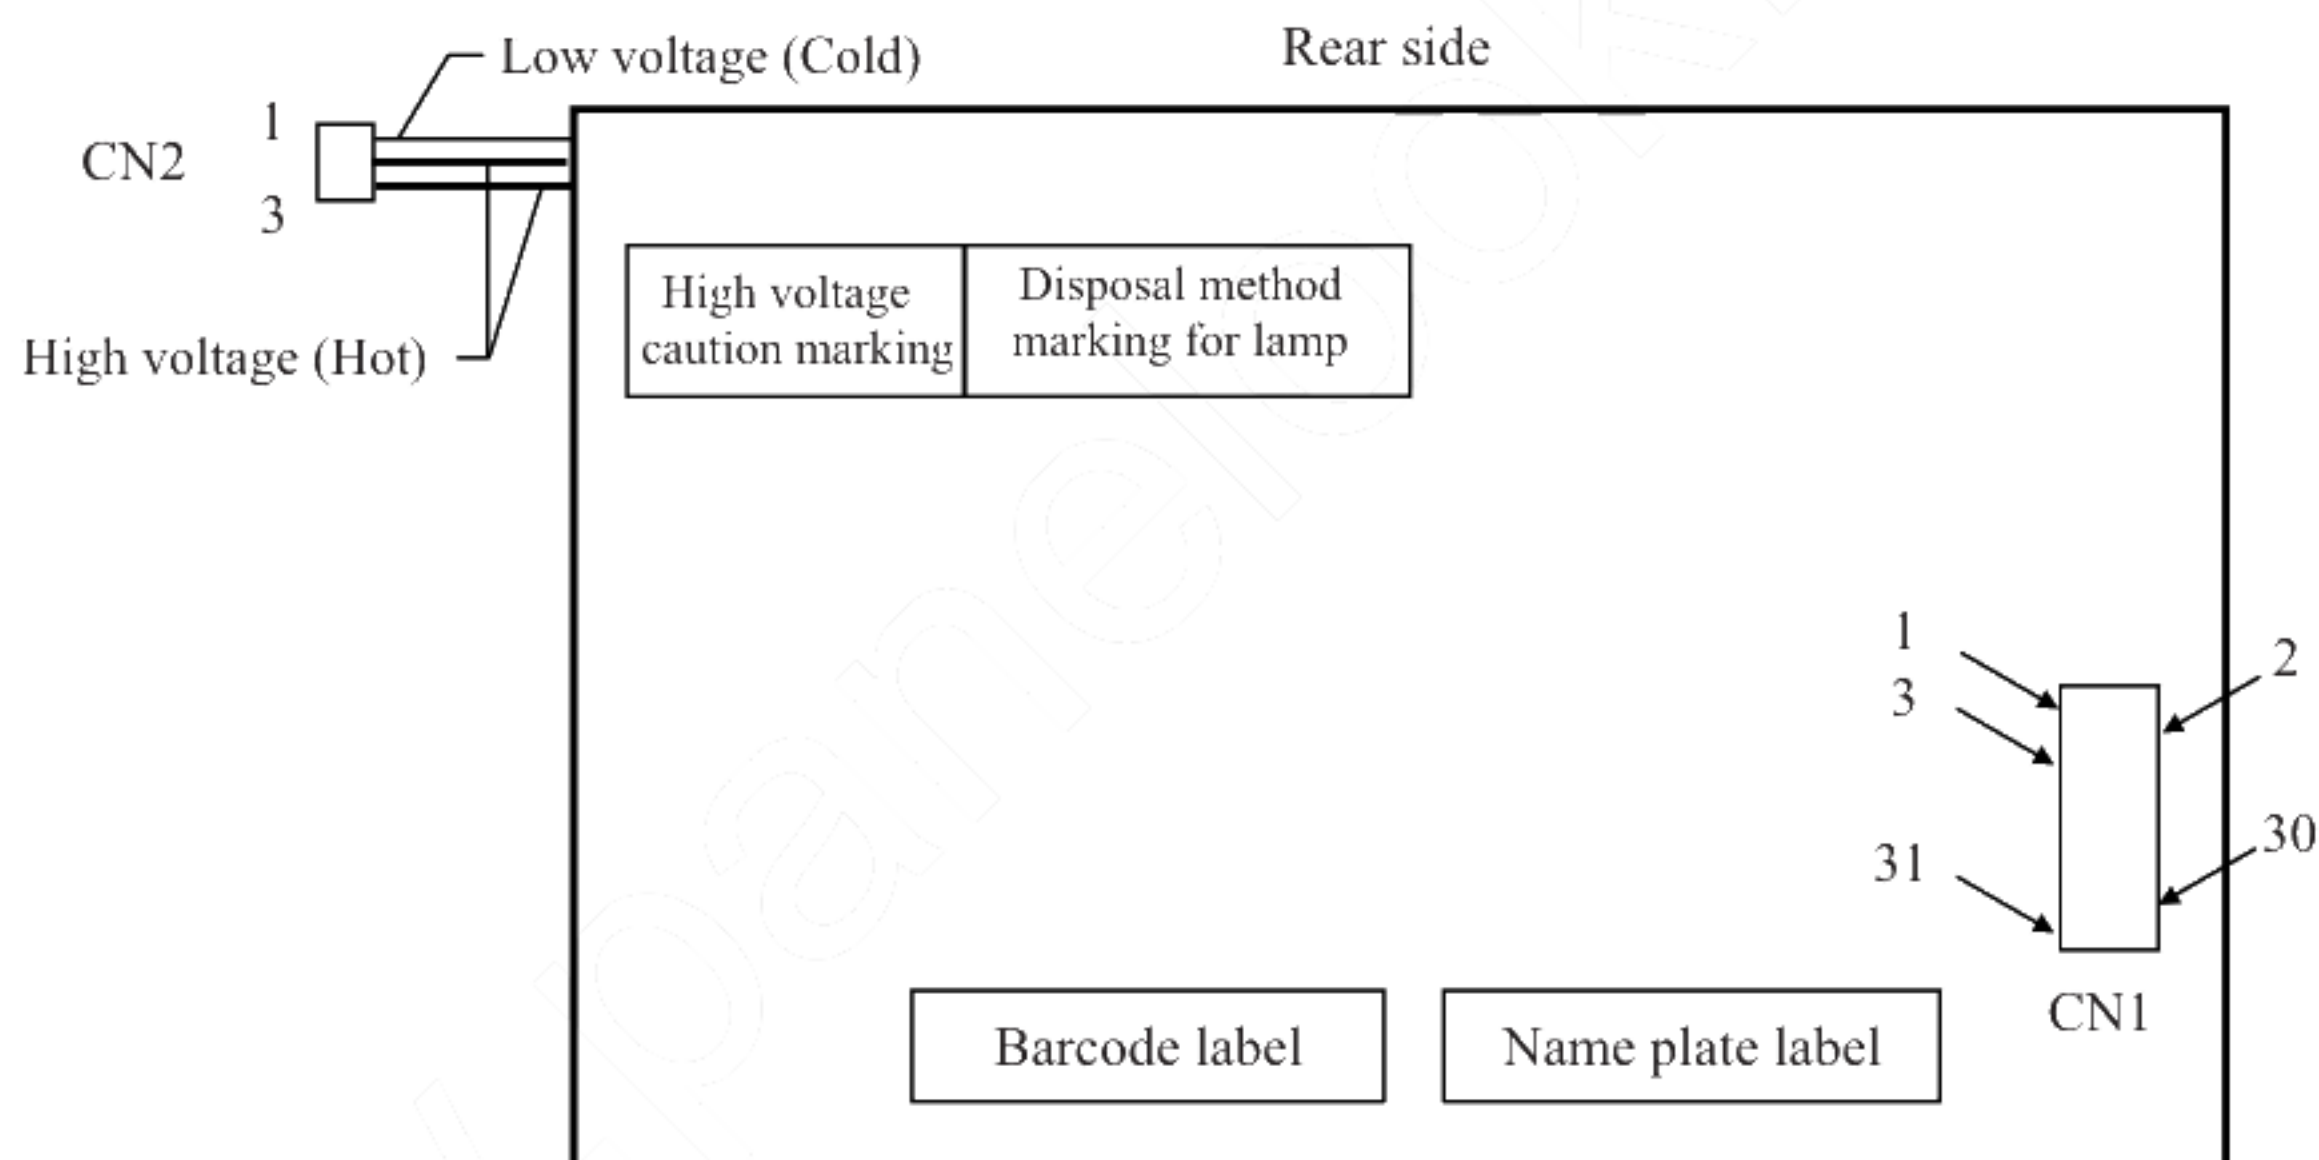 Low voltage (Cold)
Rear side
1
CN2
3
High voltage
caution marking
Disposal method
marking for lamp
High voltage (Hot)
1
2
3
30
31
CN1
Barcode label
Name plate label
panelook